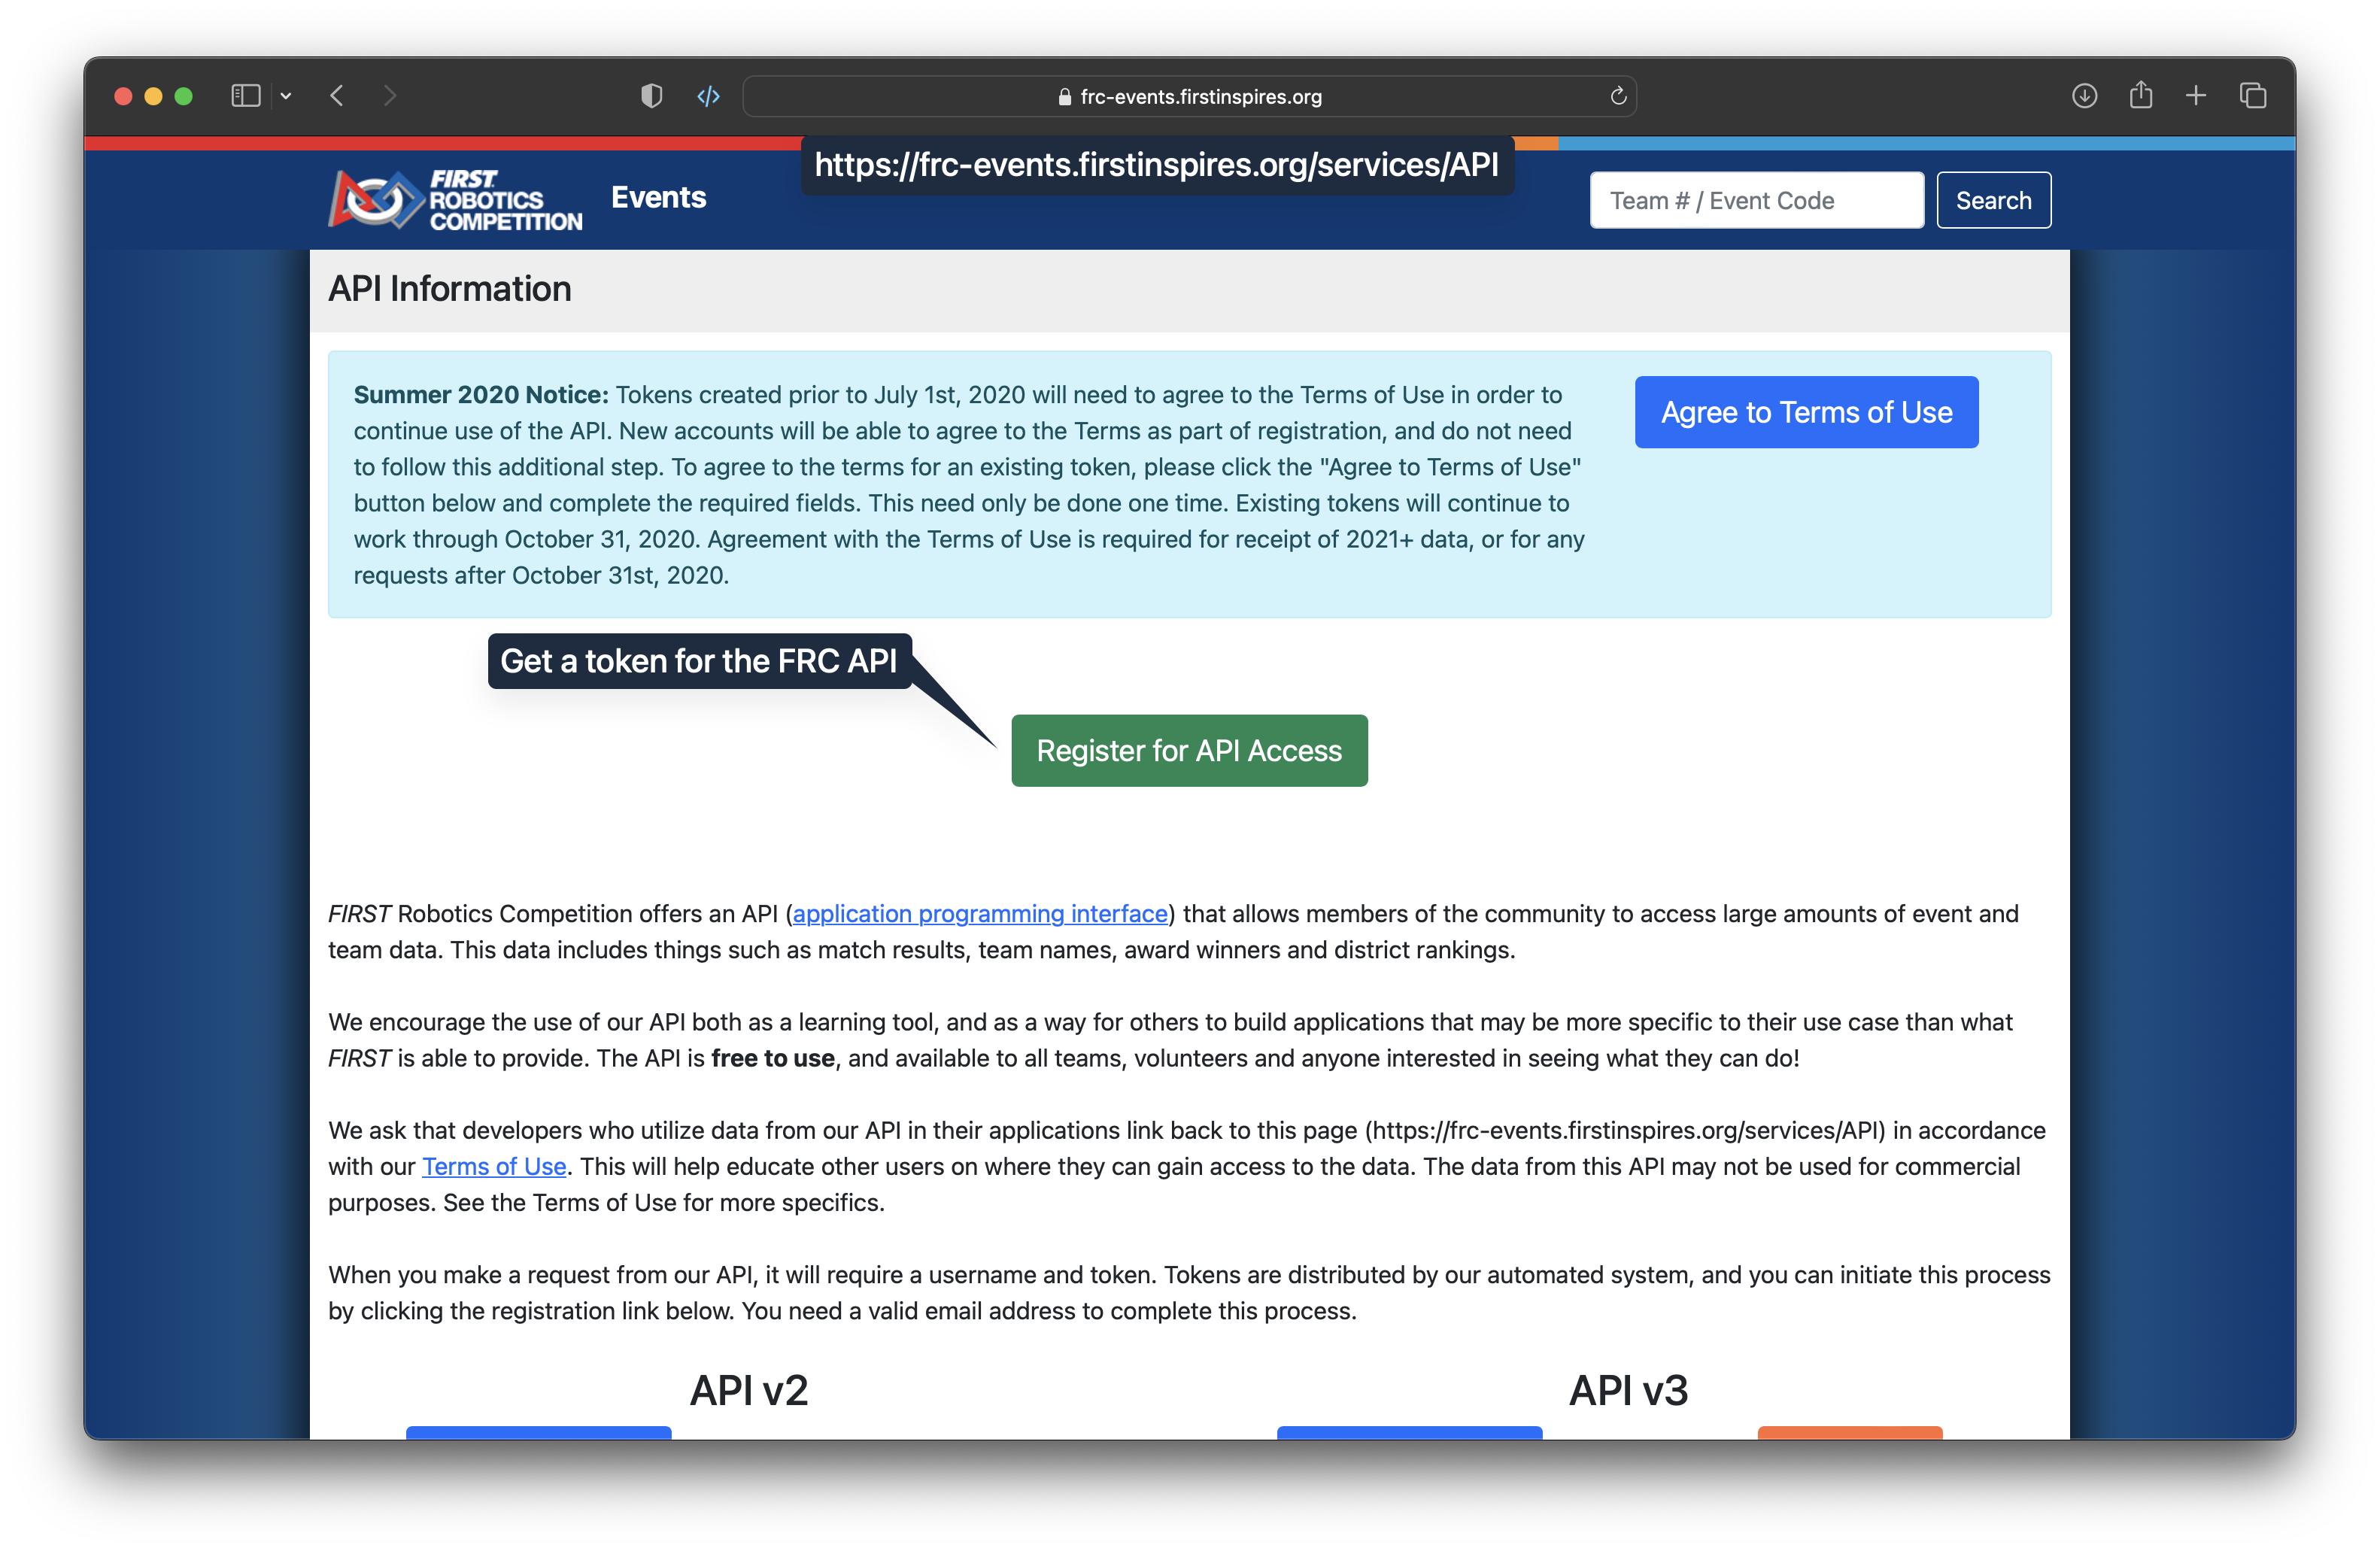 frc-events.firstinspires.org
https://frc-events.firstinspires.org/services/API
FIRST
ROBOTICS
COMPETITION
Events
Team # / Event Code
Search
API Information
Summer 2020 Notice: Tokens created prior to July 1st, 2020 will need to agree to the Terms of Use in order to
continue use of the API. New accounts will be able to agree to the Terms as part of registration, and do not need
to follow this additional step. To agree to the terms for an existing token, please click the "Agree to Terms of Use"
button below and complete the required fields. This need only be done one time. Existing tokens will continue to
work through October 31, 2020. Agreement with the Terms of Use is required for receipt of 2021+ data, or for any
requests after October 31st, 2020.
Agree to Terms of Use
Get a token for the FRC API
Register for API Access
FIRST Robotics Competition offers an API (application programming interface) that allows members of the community to access large amounts of event and
team data. This data includes things such as match results, team names, award winners and district rankings.
We encourage the use of our API both as a learning tool, and as a way for others to build applications that may be more specific to their use case than what
FIRST is able to provide. The API is free to use, and available to all teams, volunteers and anyone interested in seeing what they can do!
We ask that developers who utilize data from our API in their applications link back to this page (https://frc-events.firstinspires.org/services/API) in accordance
with our Terms of Use. This will help educate other users on where they can gain access to the data. The data from this API may not be used for commercial
purposes. See the Terms of Use for more specifics.
When you make a request from our API, it will require a username and token. Tokens are distributed by our automated system, and you can initiate this process
by clicking the registration link below. You need a valid email address to complete this process.
API v2
API v3